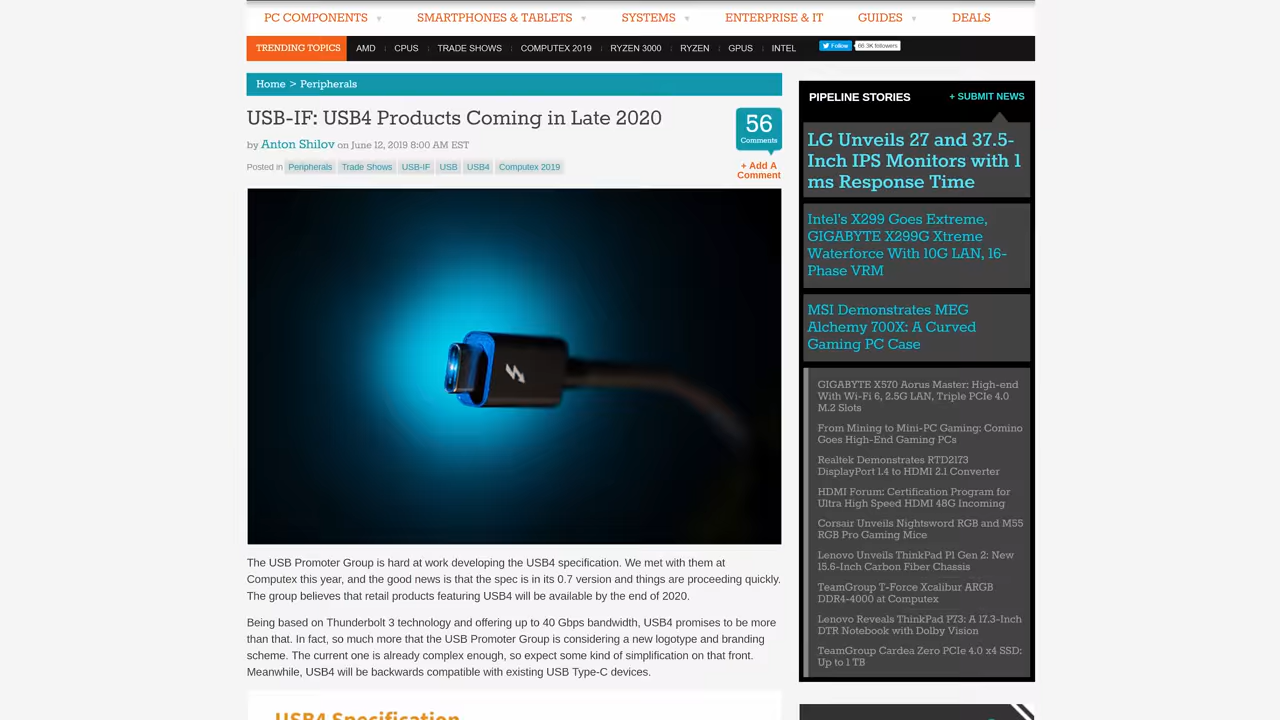 PC COMPONENTS SMARTPHONES & TABLETS SYSTEMS ENTERPRISE & IT GUIDES DEALS
TRENDING TOPICS AMD CPUS TRADE SHOWS COMPUTEX 2019 RYZEN 3000 RYZEN GPUS INTEL Follow 66.3K followers
Home > Peripherals
USB-IF: USB4 Products Coming in Late 2020
by Anton Shilov on June 12, 2019 8:00 AM EST
Posted in Peripherals Trade Shows USB-IF USB USB4 Computex 2019
56
Comments
+ Add A
Comment
The USB Promoter Group is hard at work developing the USB4 specification. We met with them at
Computex this year, and the good news is that the spec is in its 0.7 version and things are proceeding quickly.
The group believes that retail products featuring USB4 will be available by the end of 2020.
Being based on Thunderbolt 3 technology and offering up to 40 Gbps bandwidth, USB4 promises to be more
than that. In fact, so much more that the USB Promoter Group is considering a new logotype and branding
scheme. The current one is already complex enough, so expect some kind of simplification on that front.
Meanwhile, USB4 will be backwards compatible with existing USB Type-C devices.
USB4 Specification
PIPELINE STORIES + SUBMIT NEWS
LG Unveils 27 and 37.5-
Inch IPS Monitors with 1
ms Response Time
Intel's X299 Goes Extreme,
GIGABYTE X299G Xtreme
Waterforce With 10G LAN, 16-
Phase VRM
MSI Demonstrates MEG
Alchemy 700X: A Curved
Gaming PC Case
GIGABYTE X570 Aorus Master: High-end
With Wi-Fi 6, 2.5G LAN, Triple PCIe 4.0
M.2 Slots
From Mining to Mini-PC Gaming: Comino
Goes High-End Gaming PCs
Realtek Demonstrates RTD2173
DisplayPort 1.4 to HDMI 2.1 Converter
HDMI Forum: Certification Program for
Ultra High Speed HDMI 48G Incoming
Corsair Unveils Nightsword RGB and M55
RGB Pro Gaming Mice
Lenovo Unveils ThinkPad P1 Gen 2: New
15.6-Inch Carbon Fiber Chassis
TeamGroup T-Force Xcalibur ARGB
DDR4-4000 at Computex
Lenovo Reveals ThinkPad P73: A 17.3-Inch
DTR Notebook with Dolby Vision
TeamGroup Cardea Zero PCIe 4.0 x4 SSD:
Up to 1 TB